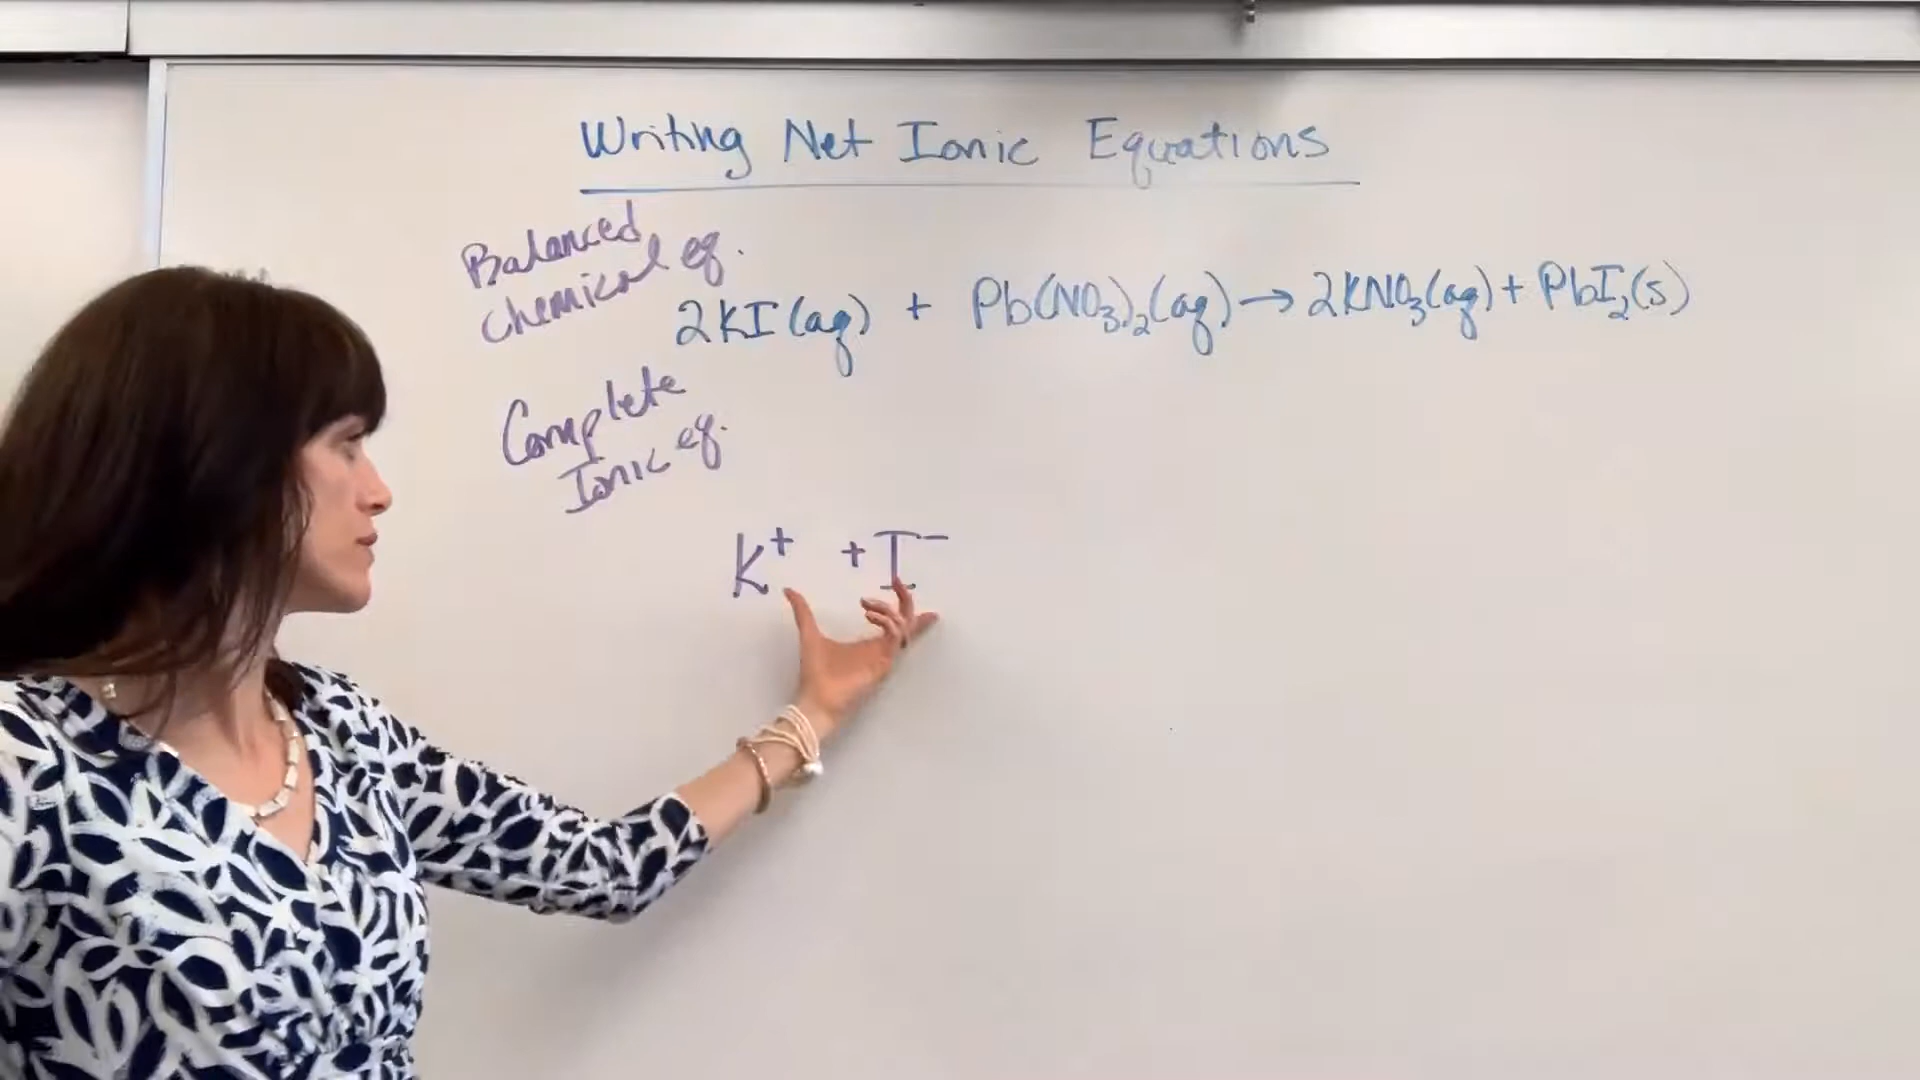 Writing Net Ionic Equations
Balanced
chemical eq.
2KI(aq) + Pb(NO₃)₂(aq) → 2KNO₃(aq) + PbI₂(s)
Complete
Ionic eq.
K⁺ + I⁻